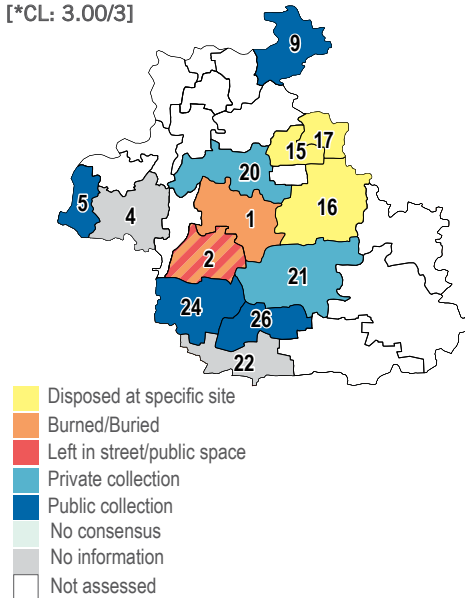 [*CL: 3.00/3]
9
17
15
20
5
4
1
16
2
21
24
26
22
Disposed at specific site
Burned/Buried
Left in street/public space
Private collection
Public collection
No consensus
No information
Not assessed